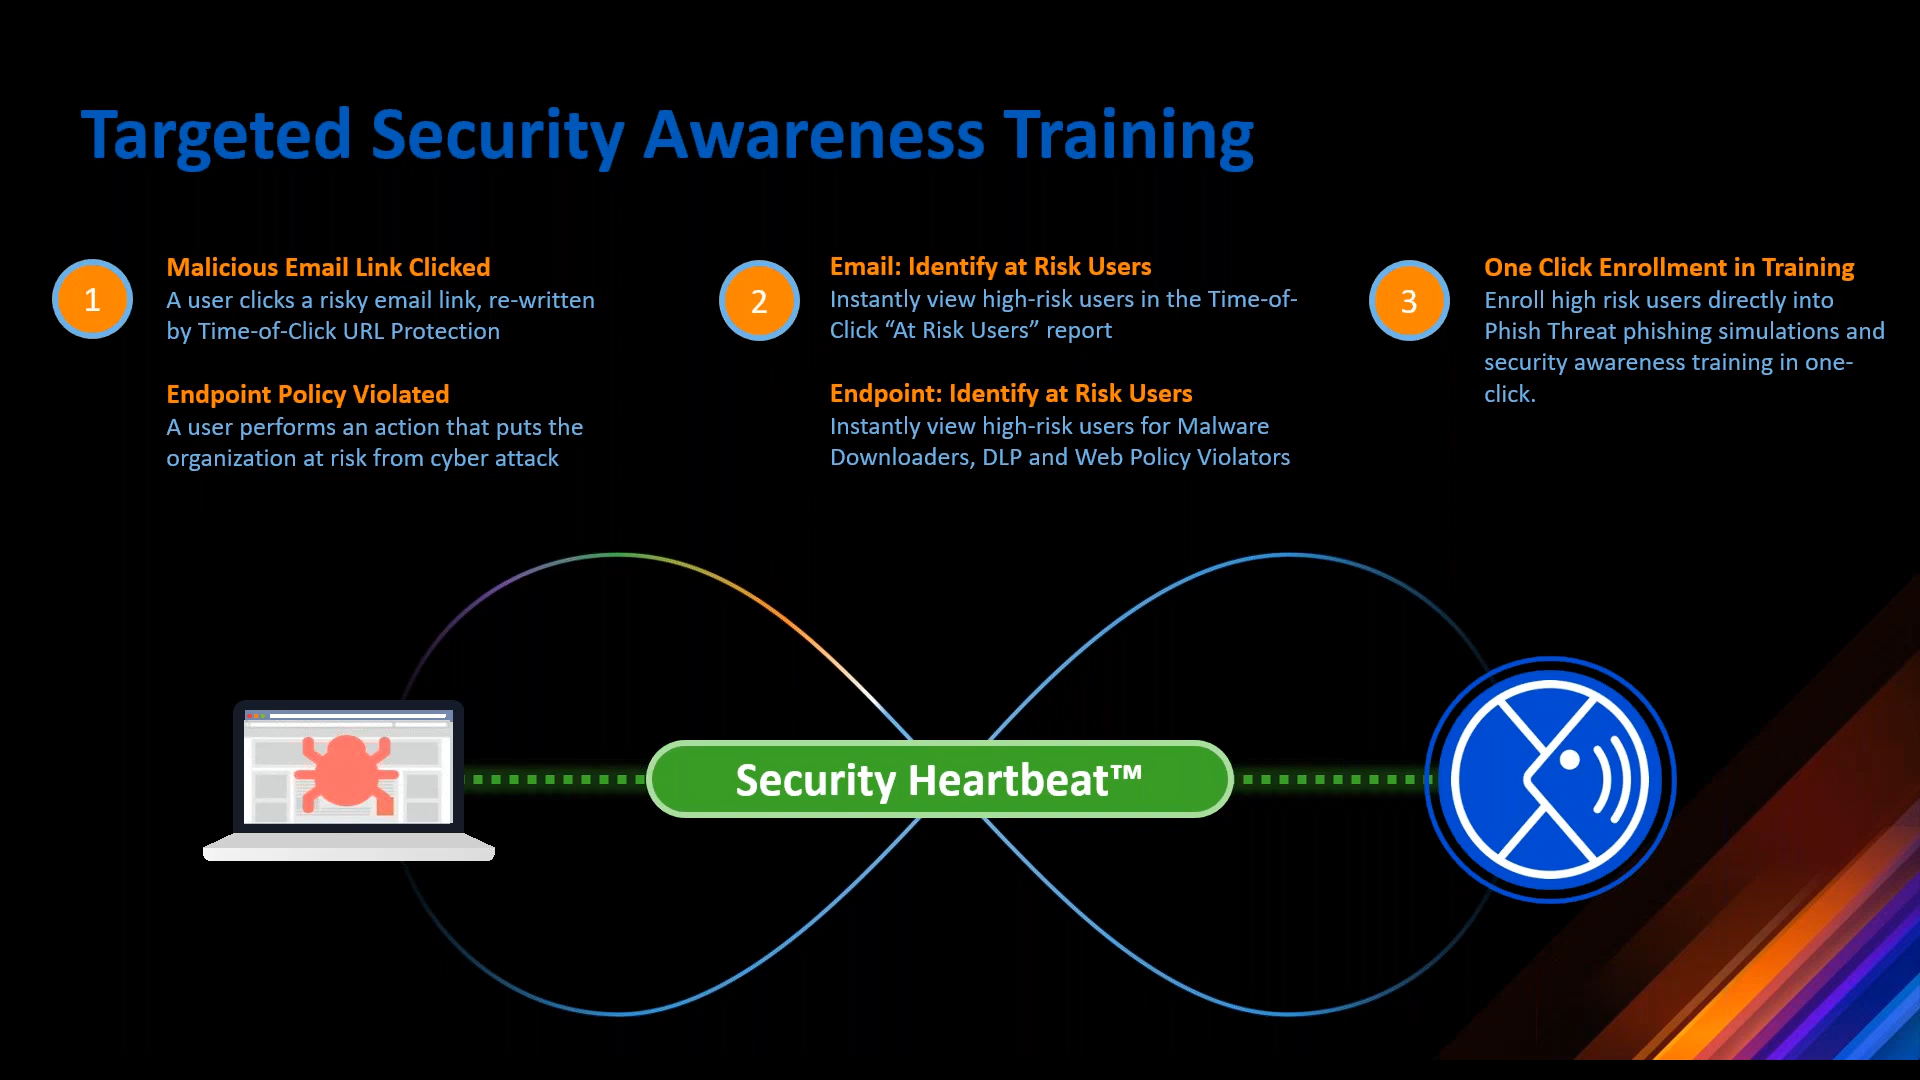 Targeted Security Awareness Training
1
Malicious Email Link Clicked
A user clicks a risky email link, re-written
by Time-of-Click URL Protection
Endpoint Policy Violated
A user performs an action that puts the
organization at risk from cyber attack
2
Email: Identify at Risk Users
Instantly view high-risk users in the Time-of-
Click “At Risk Users” report
Endpoint: Identify at Risk Users
Instantly view high-risk users for Malware
Downloaders, DLP and Web Policy Violators
3
One Click Enrollment in Training
Enroll high risk users directly into
Phish Threat phishing simulations and
security awareness training in one-
click.
Security Heartbeat™